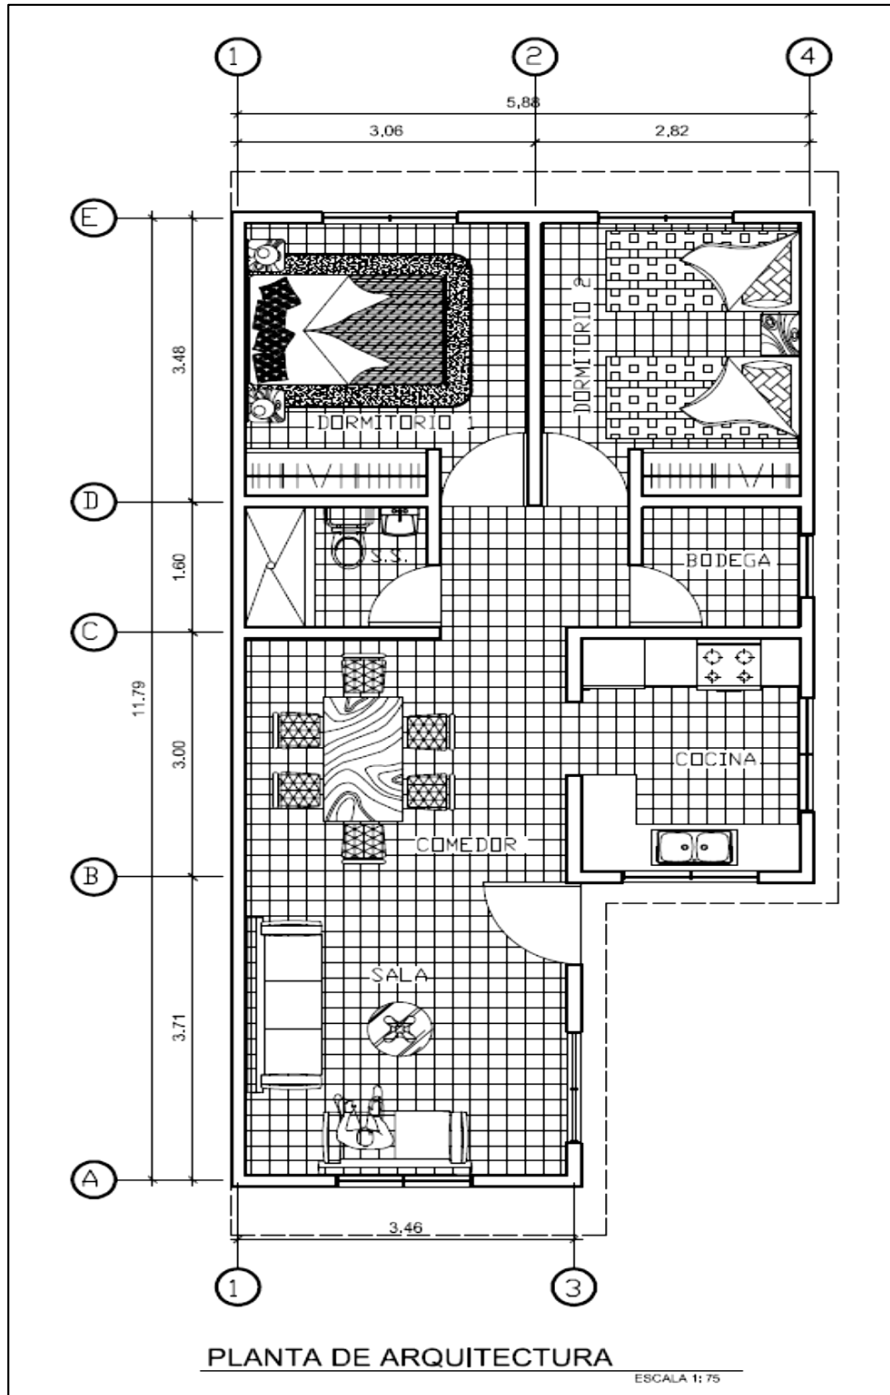 1
2
4
5,88
3,06
2,82
E
DORMITORIO 2
3.48
DORMITORIO 1
D
S.S.
BODEGA
1.60
C
11.79
3.00
COCINA
COMEDOR
B
SALA
3.71
A
3.46
1
3
PLANTA DE ARQUITECTURA
ESCALA 1: 75